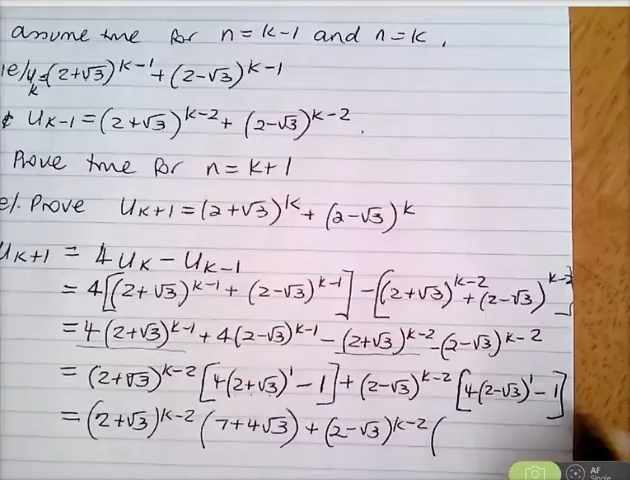 assume true for n=k-1 and n=k,
ie/ u_k=(2+√3)^{k-1}+(2-√3)^{k-1}
& u_{k-1}=(2+√3)^{k-2}+(2-√3)^{k-2}.
Prove true for n=k+1
e/. Prove u_{k+1}=(2+√3)^k+(2-√3)^k
u_{k+1} = 4u_k-u_{k-1}
=4[(2+√3)^{k-1}+(2-√3)^{k-1}]-[(2+√3)^{k-2}+(2-√3)^{k-2}]
=4(2+√3)^{k-1}+4(2-√3)^{k-1}-(2+√3)^{k-2}-(2-√3)^{k-2}
=(2+√3)^{k-2}[4(2+√3)^1-1]+(2-√3)^{k-2}[4(2-√3)^1-1]
=(2+√3)^{k-2}(7+4√3)+(2-√3)^{k-2}(
AF
Single